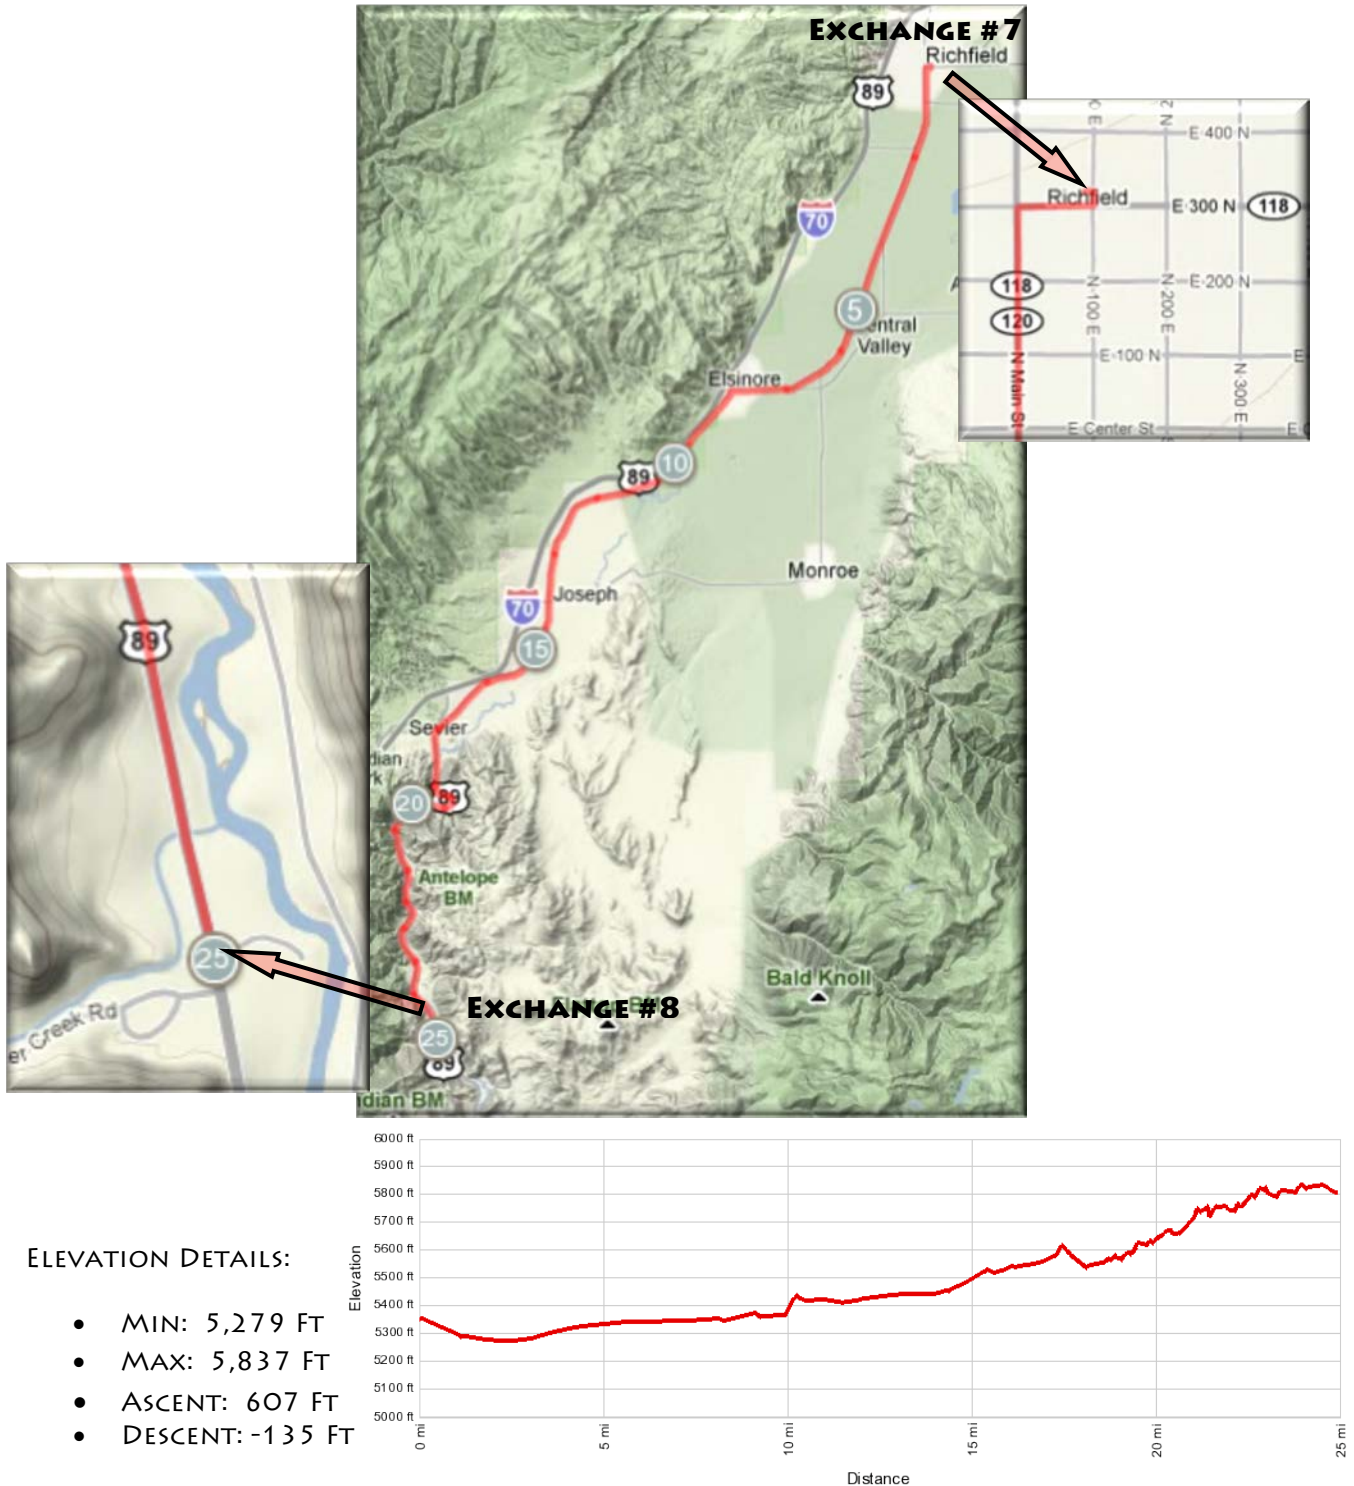 Exchange #7
Richfield
89
70
5
Central
Valley
Elsinore
10
89
Monroe
70
Joseph
15
Sevier
dian
rk
20
89
Antelope
BM
Bald Knoll
Exchange #8
25
89
idian BM
E 400 N
Richfield
E 300 N
118
118
E 200 N
120
N 100 E
N 200 E
E 100 N
N 300 E
N Main St
E Center St
89
25
er Creek Rd
Elevation Details:
• Min: 5,279 Ft
• Max: 5,837 Ft
• Ascent: 607 Ft
• Descent: -135 Ft
Elevation
6000 ft
5900 ft
5800 ft
5700 ft
5600 ft
5500 ft
5400 ft
5300 ft
5200 ft
5100 ft
5000 ft
0 mi
5 mi
10 mi
15 mi
20 mi
25 mi
Distance